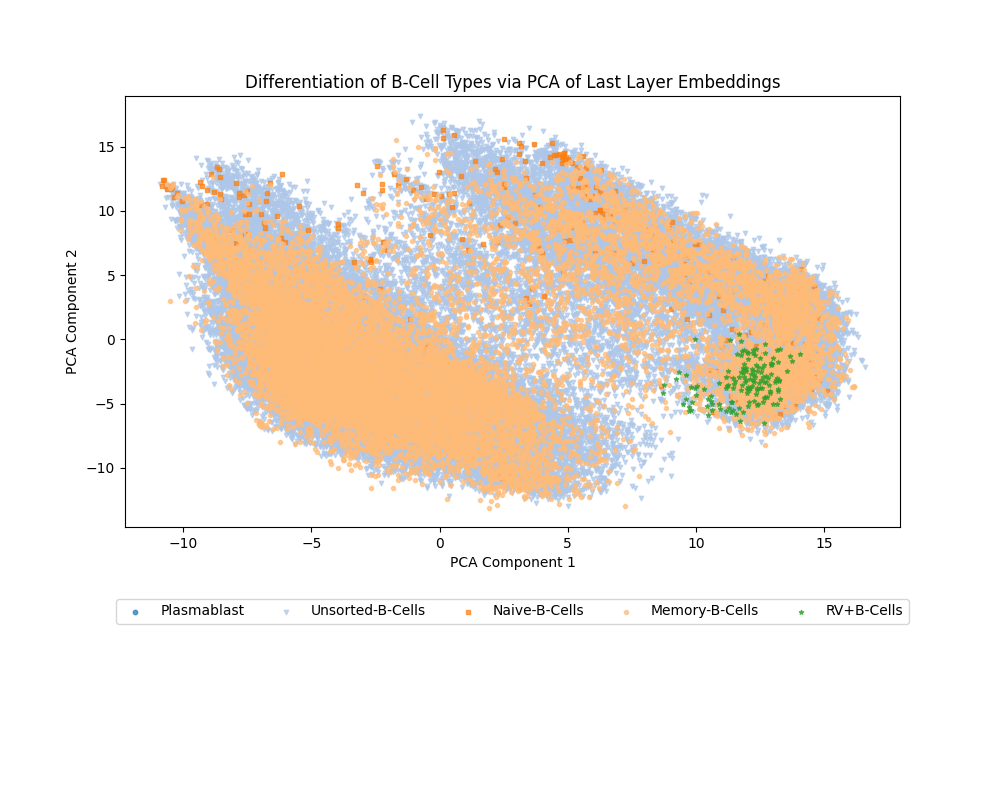 Differentiation of B-Cell Types via PCA of Last Layer Embeddings
15
10
5
0
−5
−10
PCA Component 2
−10 −5 0 5 10 15
PCA Component 1
Plasmablast Unsorted-B-Cells Naive-B-Cells Memory-B-Cells RV+B-Cells